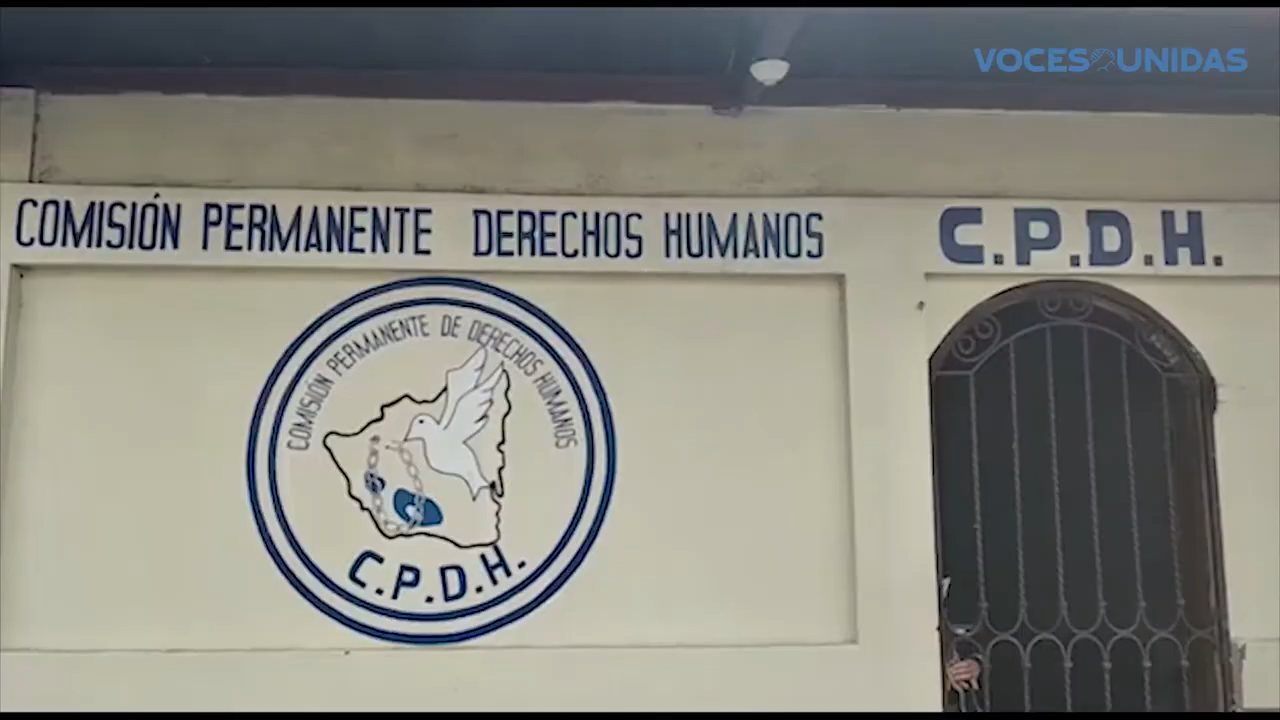 VOCES UNIDAS
COMISIÓN PERMANENTE DERECHOS HUMANOS
C.P.D.H.
COMISIÓN PERMANENTE DE DERECHOS HUMANOS
C.P.D.H.